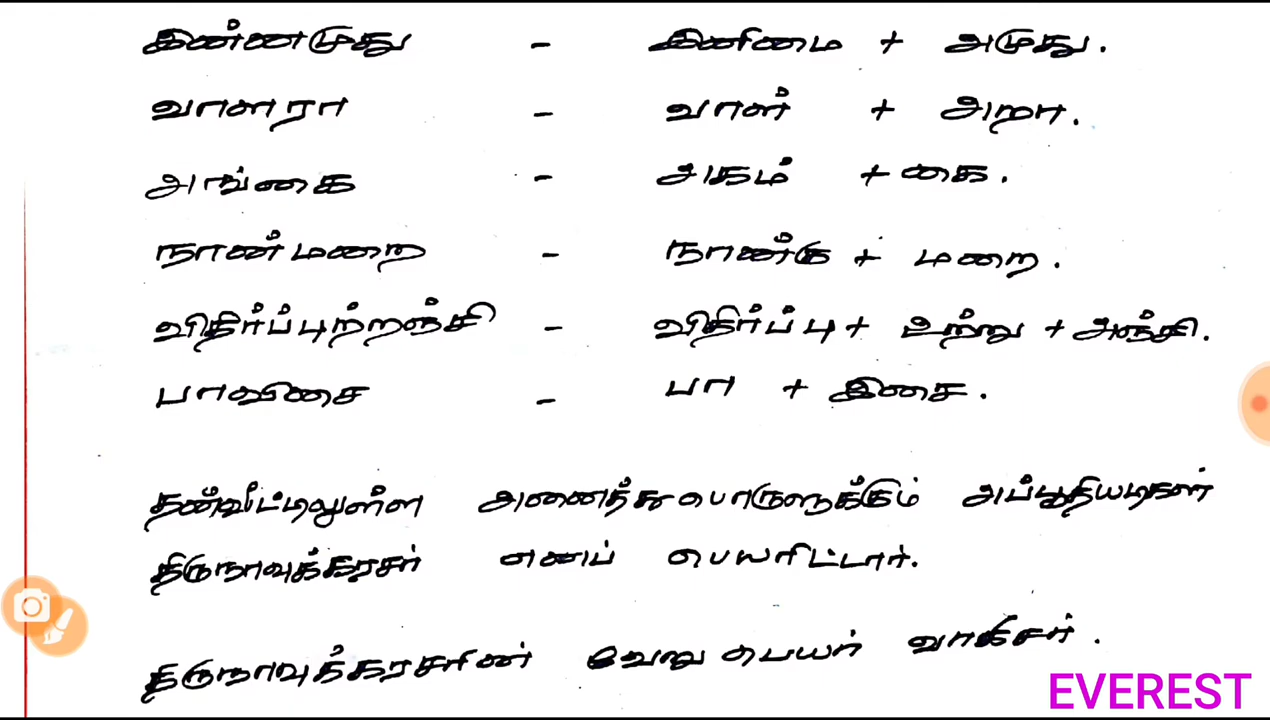 இன்னமுது - இனிமை + அமுது.
வாளரா - வாள் + அரா.
அங்கை - அகம் + கை.
நான்மறை - நான்கு + மறை.
விதிர்ப்புற்றஞ்சி - விதிர்ப்பு + உற்று + அஞ்சி.
பாவிசை - பா + இசை.
தன்வீட்டிலுள்ள அனைத்து பொருளுக்கும் அப்பூதியடிகள்
திருநாவுக்கரசர் எனப் பெயரிட்டார்.
திருநாவுக்கரசரின் வேறு பெயர் வாகீசர்.
EVEREST